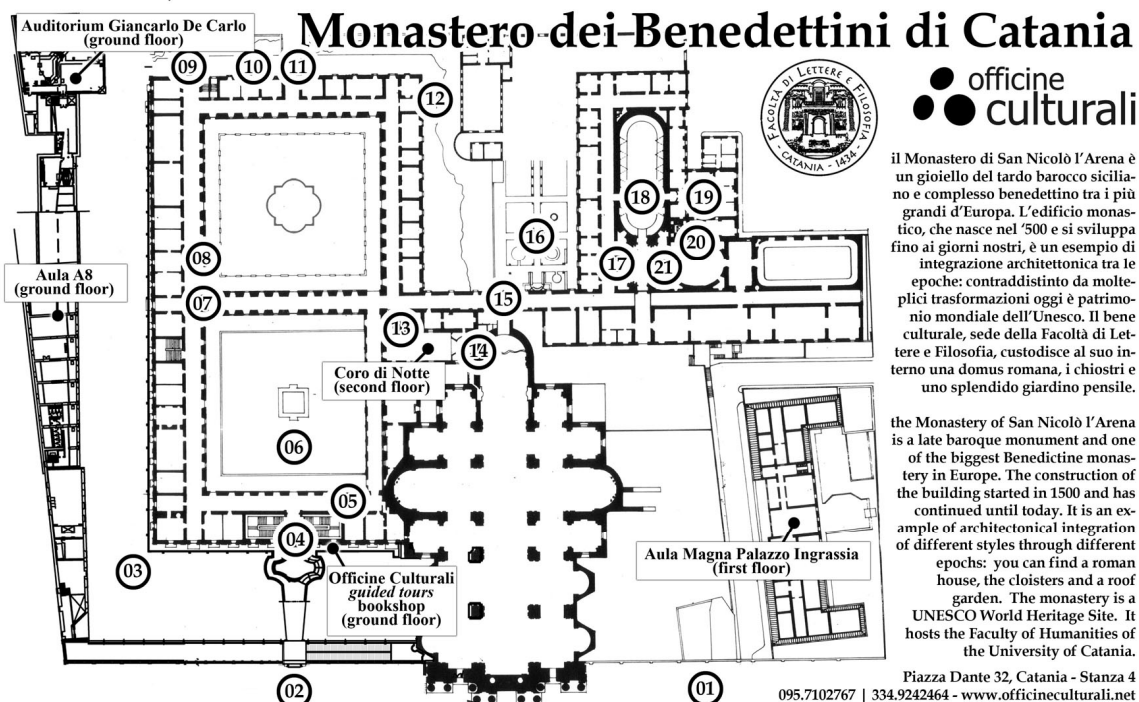 Monastero dei Benedettini di Catania
Auditorium Giancarlo De Carlo
(ground floor)
09
10
11
12
FACOLTÀ DI LETTERE E FILOSOFIA
CATANIA - 1434
officine
culturali
18
19
16
20
17
21
08
Aula A8
(ground floor)
07
15
13
14
Coro di Notte
(second floor)
06
05
04
03
Officine Culturali
guided tours
bookshop
(ground floor)
Aula Magna Palazzo Ingrassia
(first floor)
02
01
il Monastero di San Nicolò l'Arena è
un gioiello del tardo barocco sicilia-
no e complesso benedettino tra i più
grandi d'Europa. L'edificio monas-
tico, che nasce nel '500 e si sviluppa
fino ai giorni nostri, è un esempio di
integrazione architettonica tra le
epoche: contraddistinto da molte-
plici trasformazioni oggi è patrimo-
nio mondiale dell'Unesco. Il bene
culturale, sede della Facoltà di Let-
tere e Filosofia, custodisce al suo in-
terno una domus romana, i chiostri e
uno splendido giardino pensile.
the Monastery of San Nicolò l'Arena
is a late baroque monument and one
of the biggest Benedictine monas-
tery in Europe. The construction of
the building started in 1500 and has
continued until today. It is an ex-
ample of architectonical integration
of different styles through different
epochs: you can find a roman
house, the cloisters and a roof
garden. The monastery is a
UNESCO World Heritage Site. It
hosts the Faculty of Humanities of
the University of Catania.
Piazza Dante 32, Catania - Stanza 4
095.7102767 | 334.9242464 - www.officineculturali.net